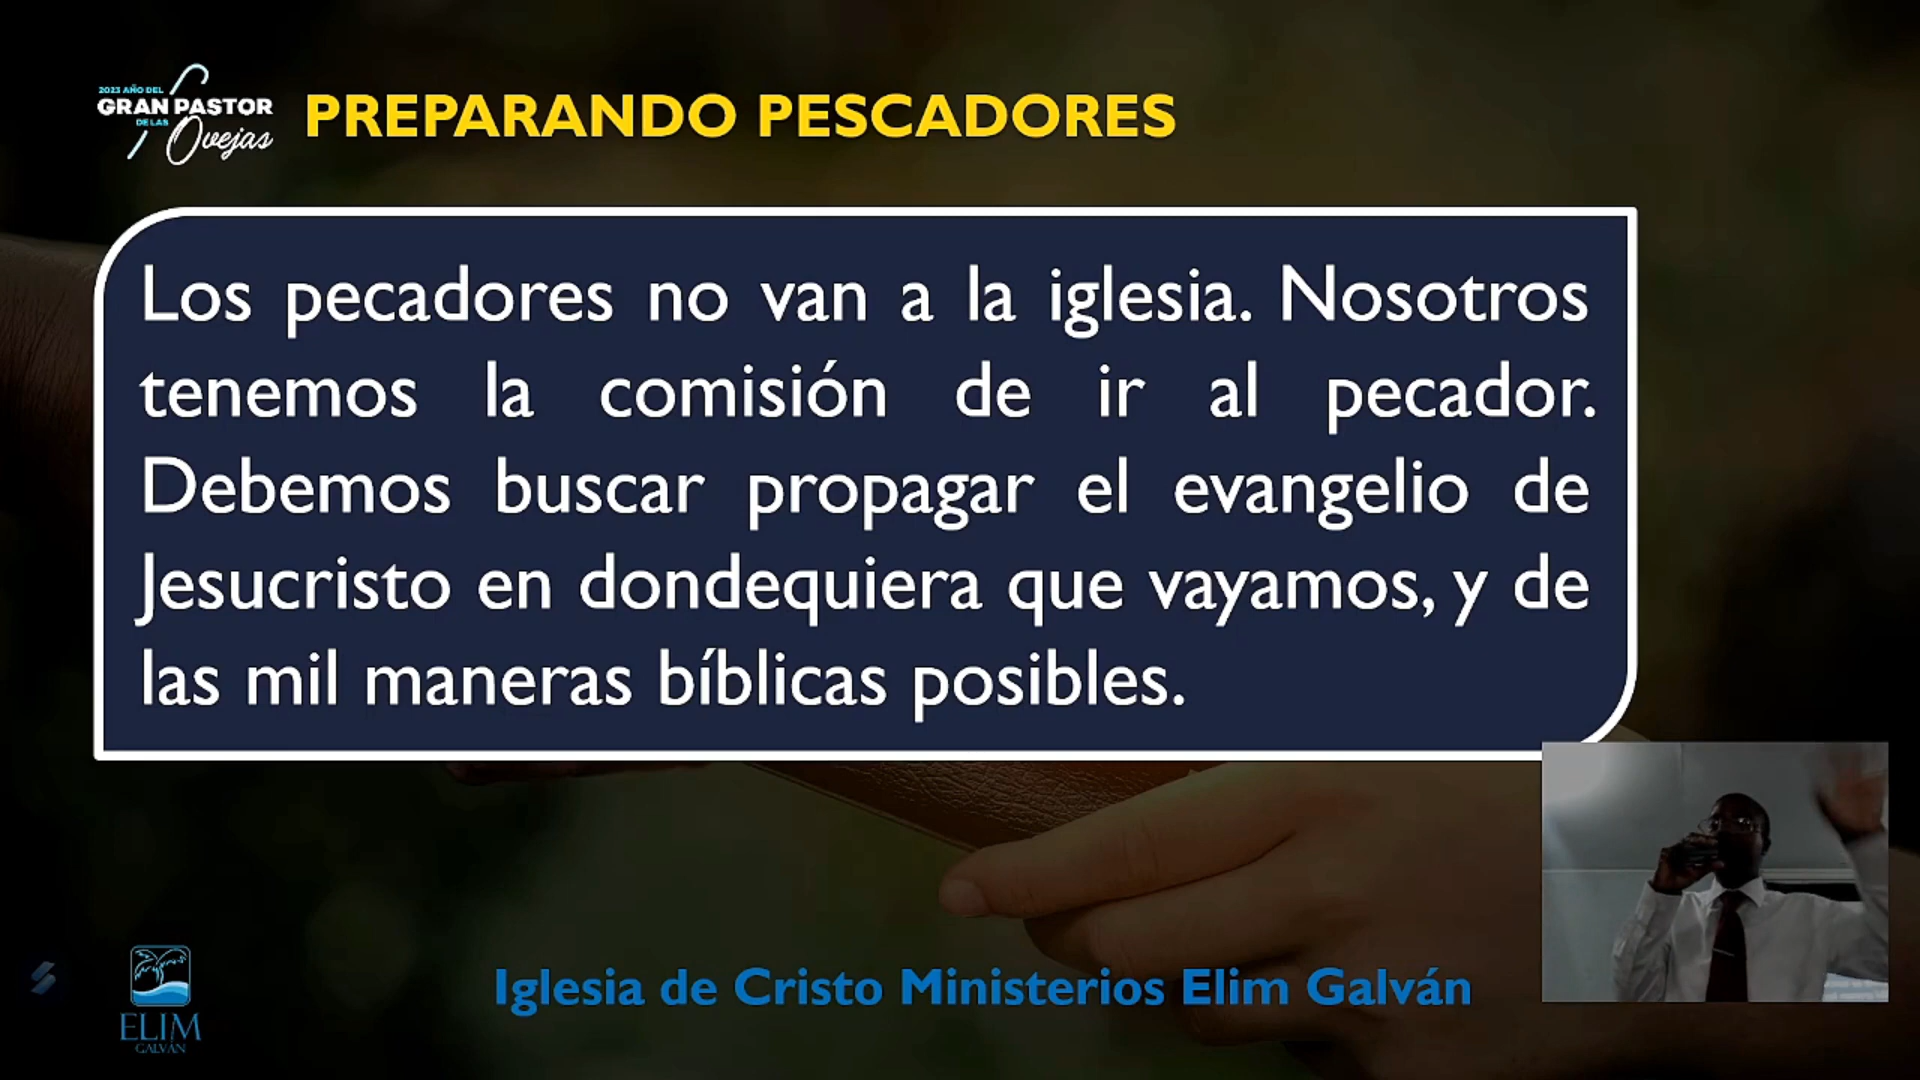 2023 AÑO DEL
GRAN PASTOR
DE LAS
Ovejas
PREPARANDO PESCADORES
Los pecadores no van a la iglesia. Nosotros
tenemos la comisión de ir al pecador.
Debemos buscar propagar el evangelio de
Jesucristo en dondequiera que vayamos, y de
las mil maneras bíblicas posibles.
Iglesia de Cristo Ministerios Elim Galván
ELIM
GALVÁN